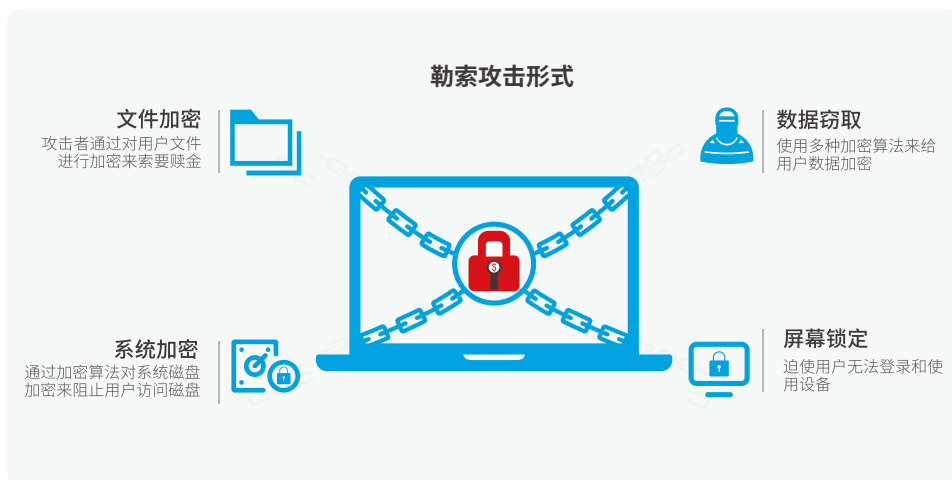 勒索攻击形式
文件加密
攻击者通过对用户文件
进行加密来索要赎金
数据窃取
使用多种加密算法来给
用户数据加密
系统加密
通过加密算法对系统磁盘
加密来阻止用户访问磁盘
屏幕锁定
迫使用户无法登录和使
用设备
$